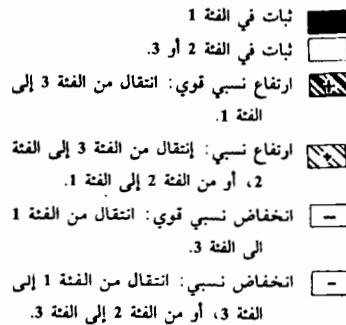 ثبات في الفئة 1
ثبات في الفئة 2 أو 3.
ارتفاع نسبي قوي: انتقال من الفئة 3 إلى
الفئة 1.
ارتفاع نسبي: إنتقال من الفئة 3 إلى الفئة
2، أو من الفئة 2 إلى الفئة 1.
انخفاض نسبي قوي: انتقال من الفئة 1
الى الفئة 3.
انخفاض نسبي: انتقال من الفئة 1 إلى
الفئة 3، أو من الفئة 2 إلى الفئة 3.